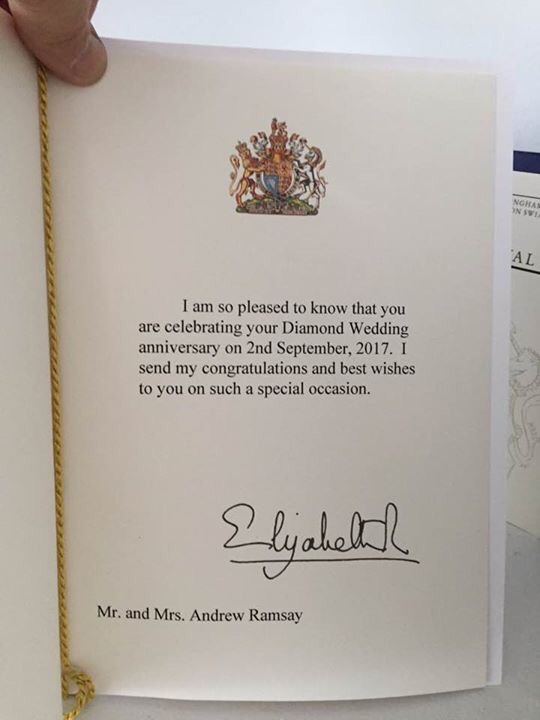 I am so pleased to know that you
are celebrating your Diamond Wedding
anniversary on 2nd September, 2017. I
send my congratulations and best wishes
to you on such a special occasion.
Elizabeth R
Mr. and Mrs. Andrew Ramsay